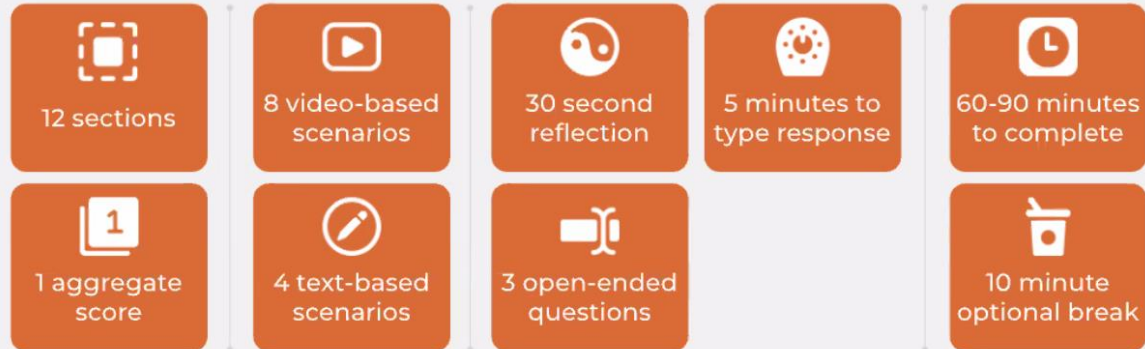 12 sections
1
1 aggregate
score
8 video-based
scenarios
4 text-based
scenarios
30 second
reflection
3 open-ended
questions
5 minutes to
type response
60-90 minutes
to complete
10 minute
optional break